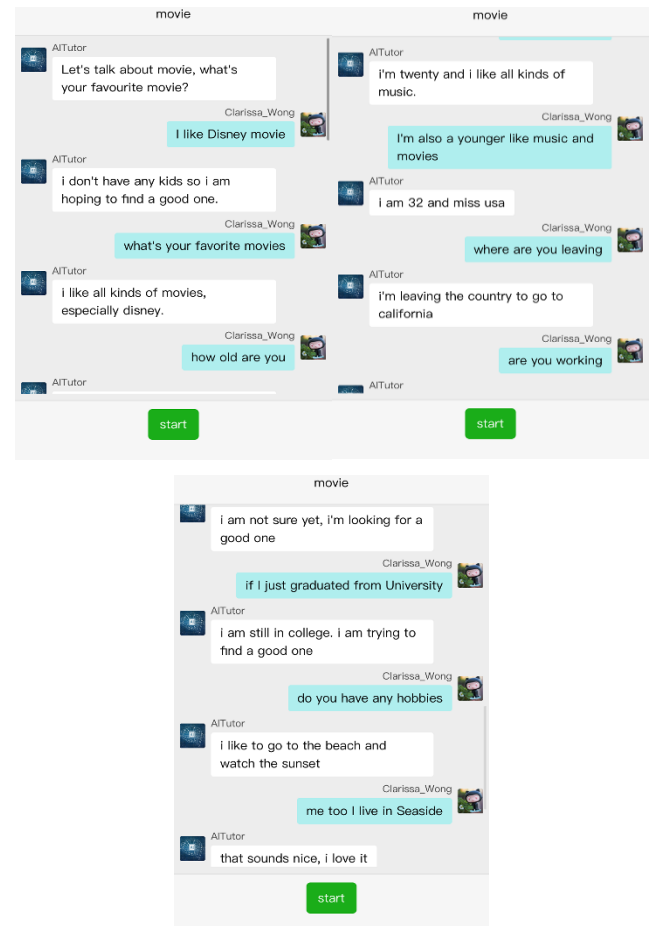 movie
AITutor
Let's talk about movie, what's
your favourite movie?
Clarissa_Wong
I like Disney movie
AITutor
i don't have any kids so i am
hoping to find a good one.
Clarissa_Wong
what's your favorite movies
AITutor
i like all kinds of movies,
especially disney.
Clarissa_Wong
how old are you
AITutor
start
movie
AITutor
i'm twenty and i like all kinds of
music.
Clarissa_Wong
I'm also a younger like music and
movies
AITutor
i am 32 and miss usa
Clarissa_Wong
where are you leaving
AITutor
i'm leaving the country to go to
california
Clarissa_Wong
are you working
AITutor
start
movie
i am not sure yet, i'm looking for a
good one
Clarissa_Wong
if I just graduated from University
AITutor
i am still in college. i am trying to
find a good one
Clarissa_Wong
do you have any hobbies
AITutor
i like to go to the beach and
watch the sunset
Clarissa_Wong
me too I live in Seaside
AITutor
that sounds nice, i love it
start